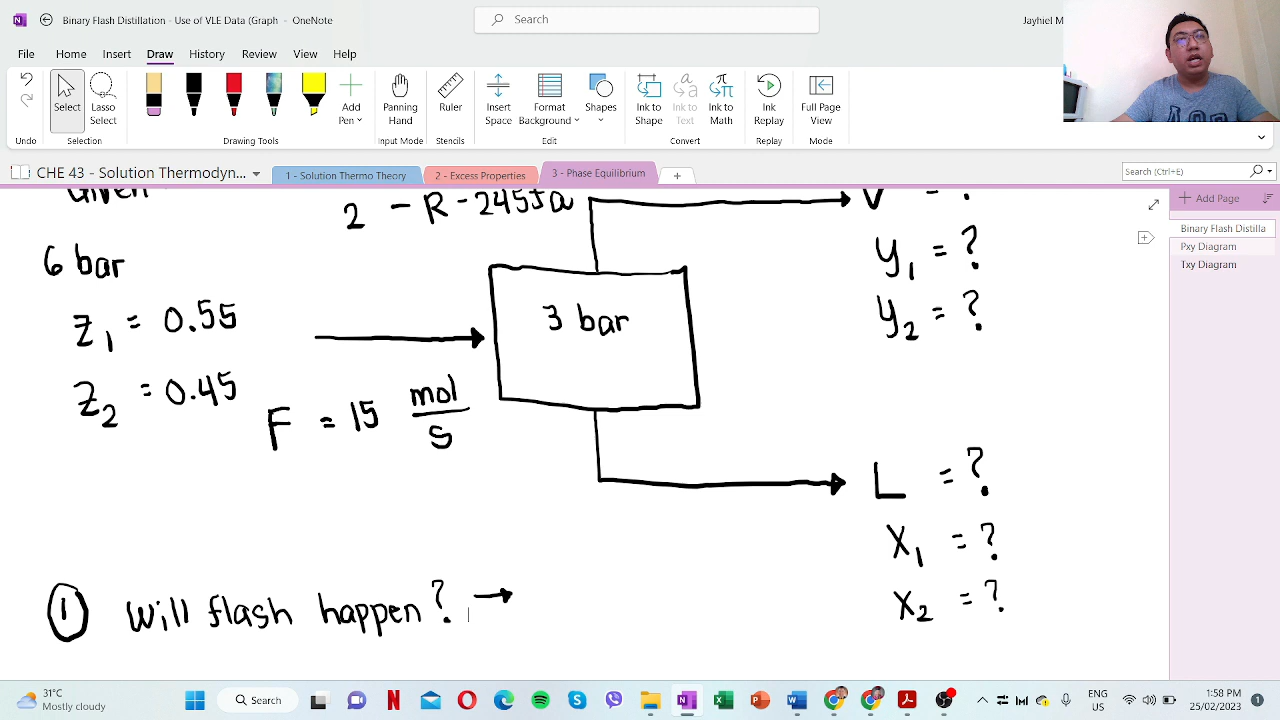 Binary Flash Distillation - Use of VLE Data (Graph - OneNote
Search
Jayhiel M
File Home Insert Draw History Review View Help
Undo
Select
Lasso Select
Add Pen
Panning Hand
Ruler
Insert Space
Format Background
Shapes
Ink to Shape
Ink to Text
Ink to Math
Ink Replay
Full Page View
Undo Selection Drawing Tools Input Mode Stencils Edit Convert Replay Mode
CHE 43 - Solution Thermodyn...
1 - Solution Thermo Theory
2 - Excess Properties
3 - Phase Equilibrium
+
Search (Ctrl+E)
Add Page
Binary Flash Distilla
Pxy Diagram
Txy Diagram
Given
2 - R-245fa
V = ?
y1 = ?
y2 = ?
6 bar
z1 = 0.55
z2 = 0.45
F = 15 mol/s
3 bar
L = ?
x1 = ?
x2 = ?
1 Will flash happen? →
31°C
Mostly cloudy
Search
ENG
US
1:58 PM
25/02/2023